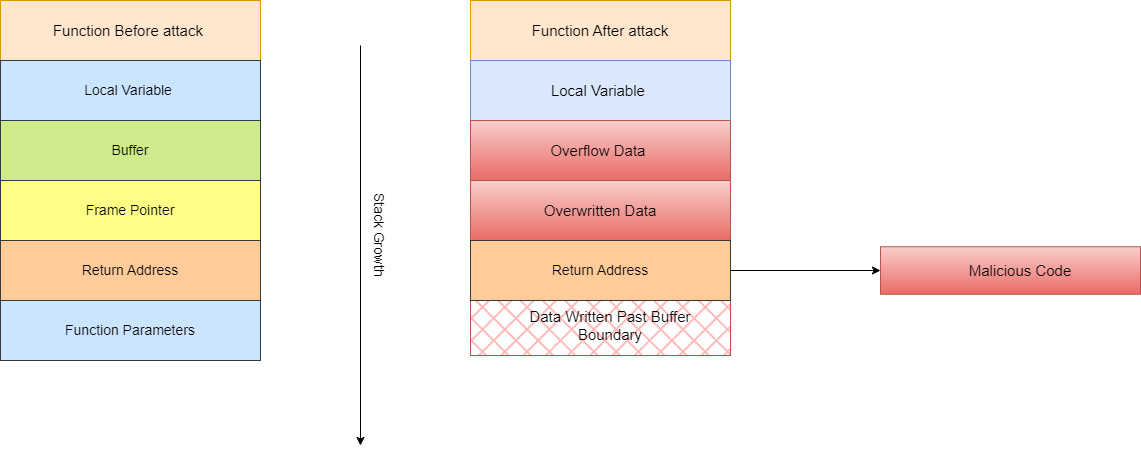 Function Before attack
Local Variable
Buffer
Frame Pointer
Return Address
Function Parameters
Stack Growth
Function After attack
Local Variable
Overflow Data
Overwritten Data
Return Address
Data Written Past Buffer
Boundary
Malicious Code